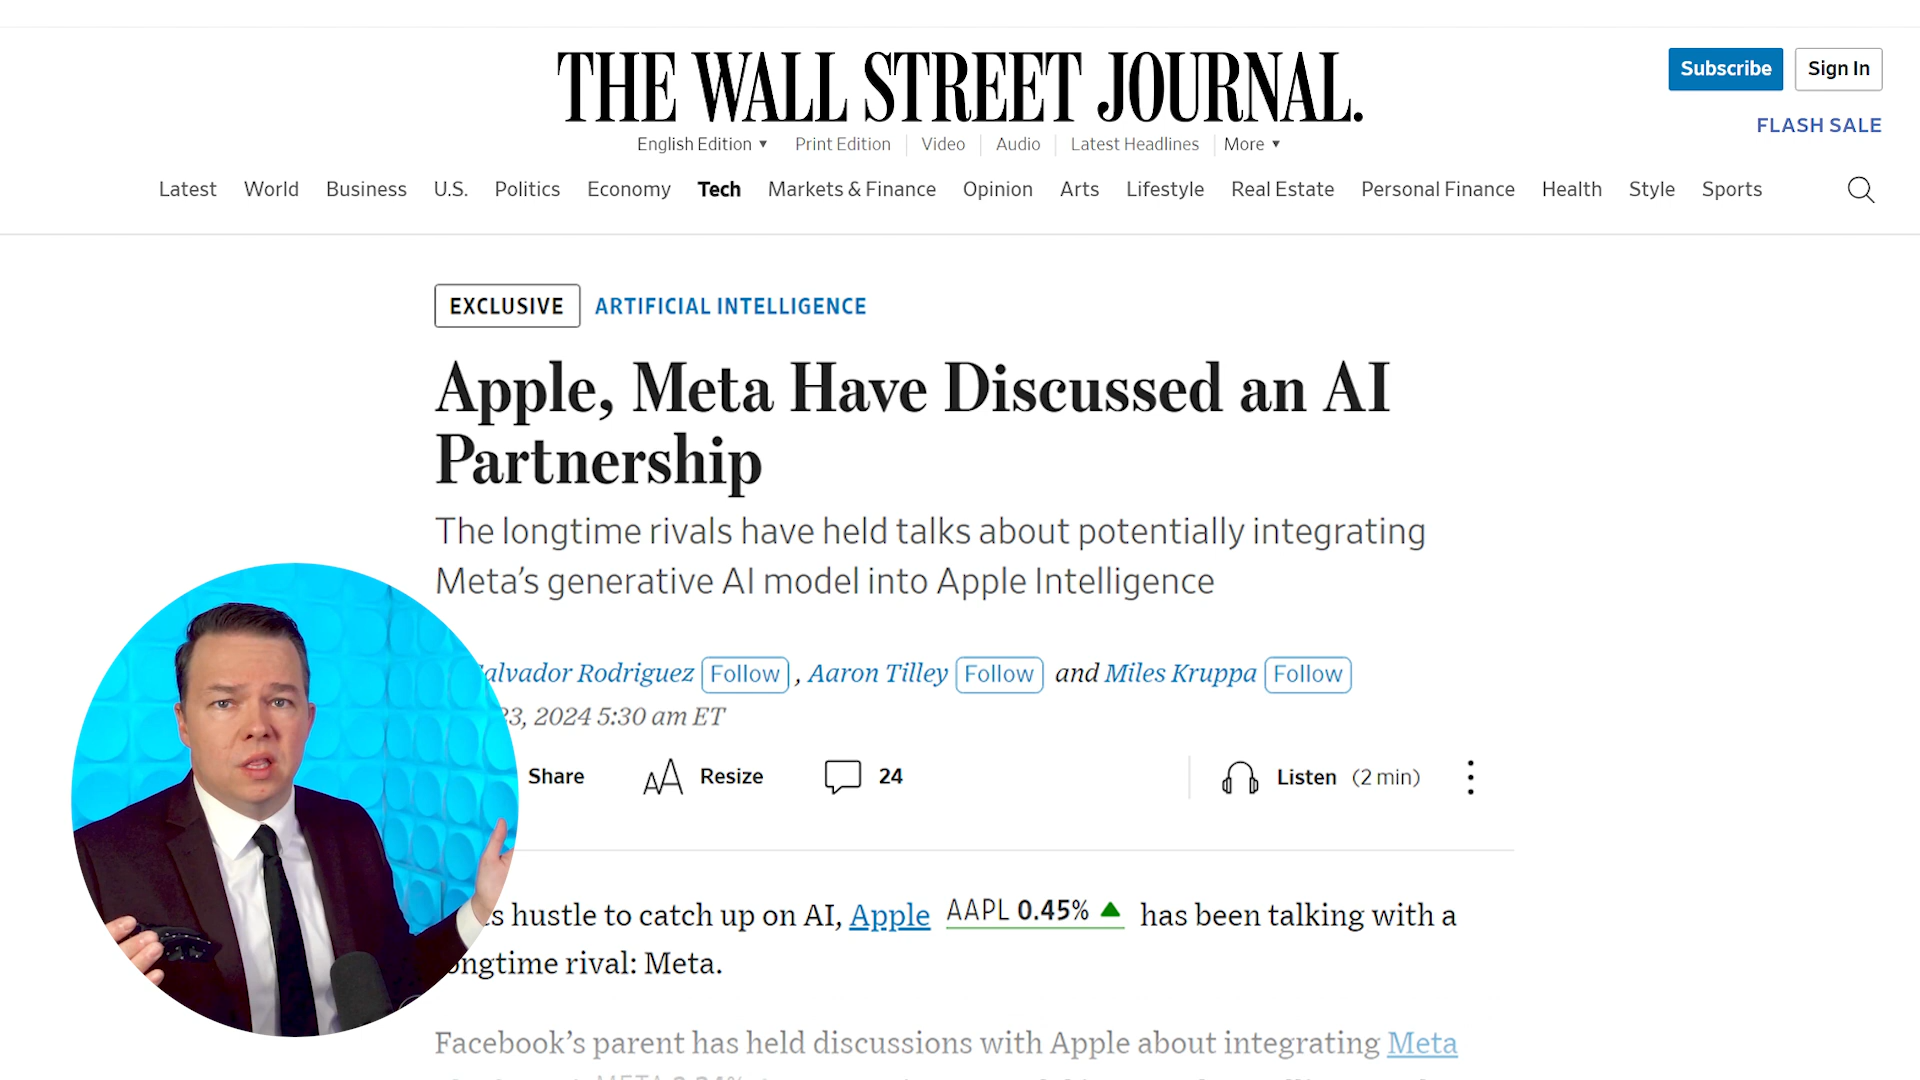 THE WALL STREET JOURNAL.
Subscribe Sign In
FLASH SALE
English Edition ▼ Print Edition Video Audio Latest Headlines More ▼
Latest World Business U.S. Politics Economy Tech Markets & Finance Opinion Arts Lifestyle Real Estate Personal Finance Health Style Sports
EXCLUSIVE ARTIFICIAL INTELLIGENCE
Apple, Meta Have Discussed an AI
Partnership
The longtime rivals have held talks about potentially integrating
Meta’s generative AI model into Apple Intelligence
alvador Rodriguez Follow , Aaron Tilley Follow and Miles Kruppa Follow
23, 2024 5:30 am ET
Share AA Resize 24 Listen (2 min)
s hustle to catch up on AI, Apple AAPL 0.45% ▲ has been talking with a
ongtime rival: Meta.
Facebook’s parent has held discussions with Apple about integrating Meta